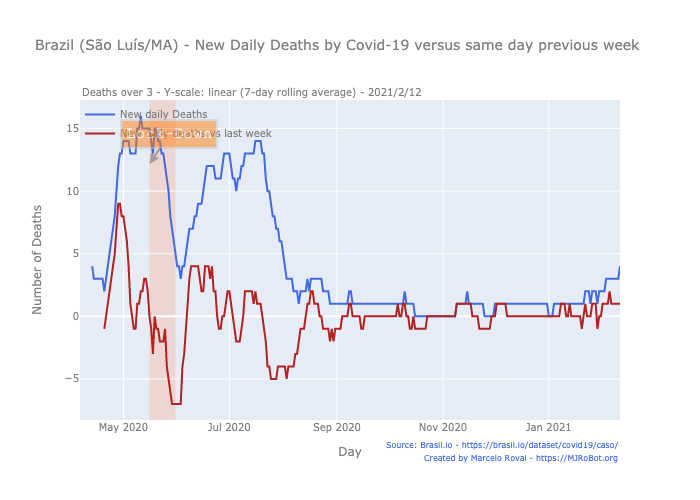 Brazil (São Luís/MA) - New Daily Deaths by Covid-19 versus same day previous week
Deaths over 3 - Y-scale: linear (7-day rolling average) - 2021/2/12
New daily Deaths
New daily deaths vs last week
15
10
5
0
−5
Number of Deaths
May 2020
Jul 2020
Sep 2020
Nov 2020
Jan 2021
Day
Source: Brasil.io - https://brasil.io/dataset/covid19/caso/
Created by Marcelo Rovai - https://MJRoBot.org